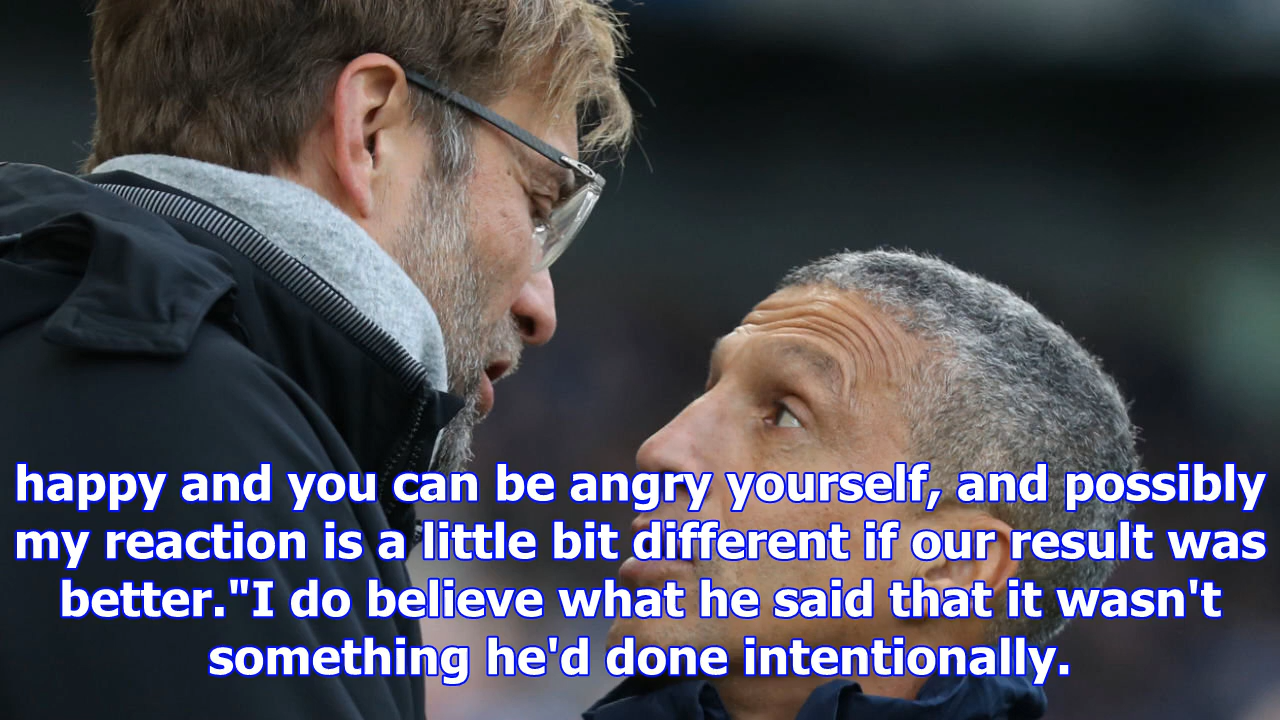 happy and you can be angry yourself, and possibly
my reaction is a little bit different if our result was
better."I do believe what he said that it wasn't
something he'd done intentionally.